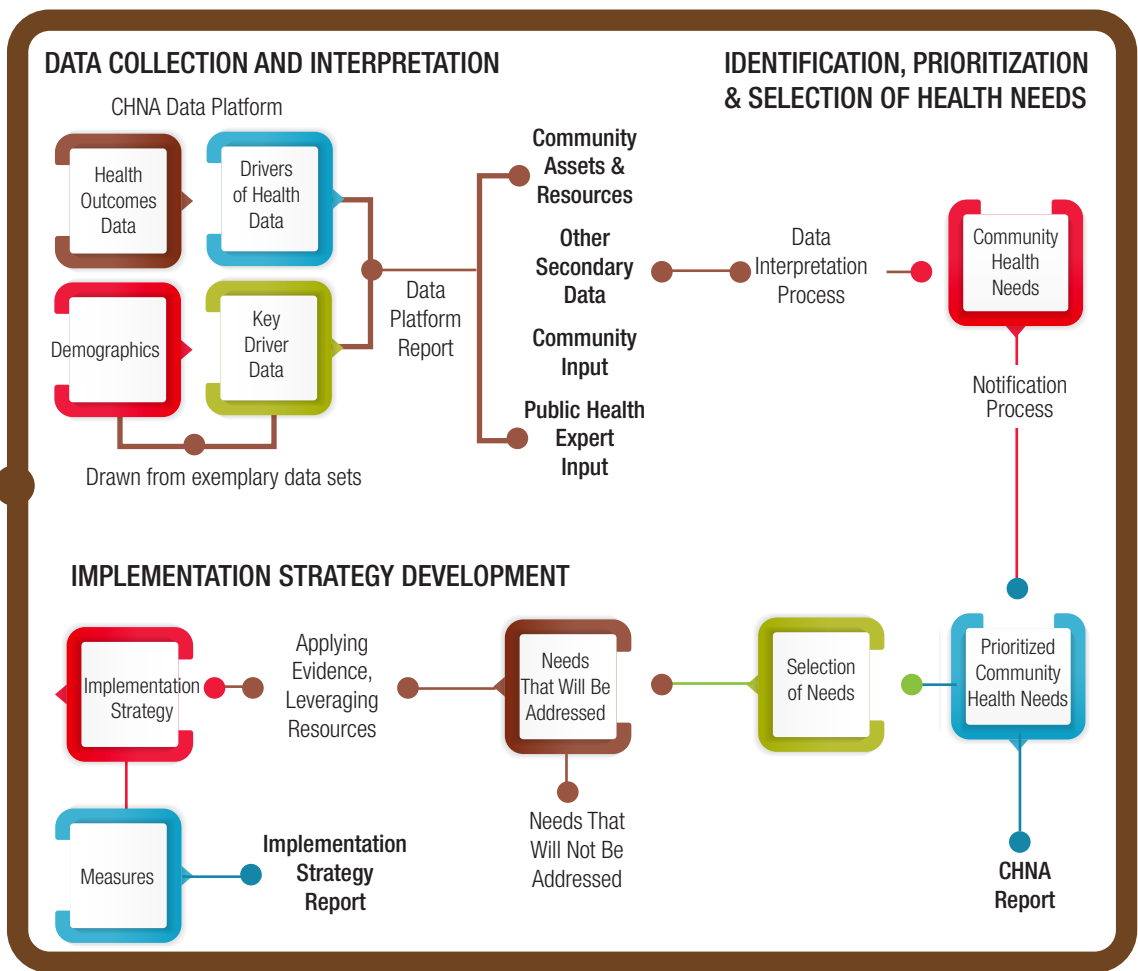 DATA COLLECTION AND INTERPRETATION
CHNA Data Platform
Health
Outcomes
Data
Drivers
of Health
Data
Demographics
Key
Driver
Data
Drawn from exemplary data sets
Data
Platform
Report
Community
Assets &
Resources
Other
Secondary
Data
Community
Input
Public Health
Expert
Input
IDENTIFICATION, PRIORITIZATION
& SELECTION OF HEALTH NEEDS
Data
Interpretation
Process
Community
Health
Needs
Notification
Process
Prioritized
Community
Health Needs
CHNA
Report
IMPLEMENTATION STRATEGY DEVELOPMENT
Selection
of Needs
Needs
That Will Be
Addressed
Needs That
Will Not Be
Addressed
Applying
Evidence,
Leveraging
Resources
Implementation
Strategy
Measures
Implementation
Strategy
Report